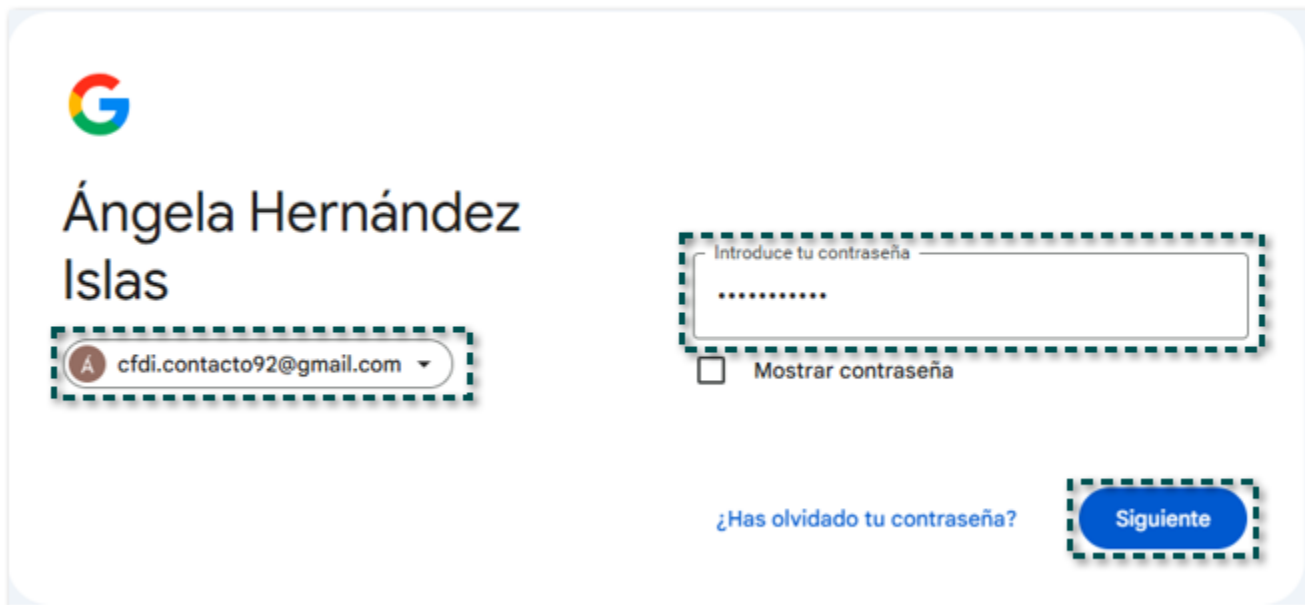 Ángela Hernández
Islas
Á cfdi.contacto92@gmail.com
Introduce tu contraseña
•••••••••••
Mostrar contraseña
¿Has olvidado tu contraseña?
Siguiente